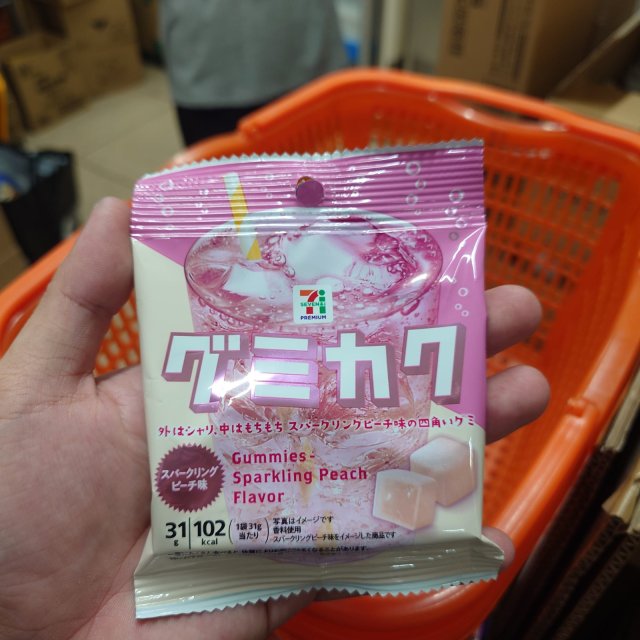 7i
SEVEN&i
PREMIUM
グミカク
外はシャリ、中はもちもち スパークリングピーチ味の四角いグミ
スパークリング
ピーチ味
Gummies-
Sparkling Peach
Flavor
31g
102kcal
1袋31g
当たり
写真はイメージです
香料使用
スパークリングピーチ味をイメージした商品です